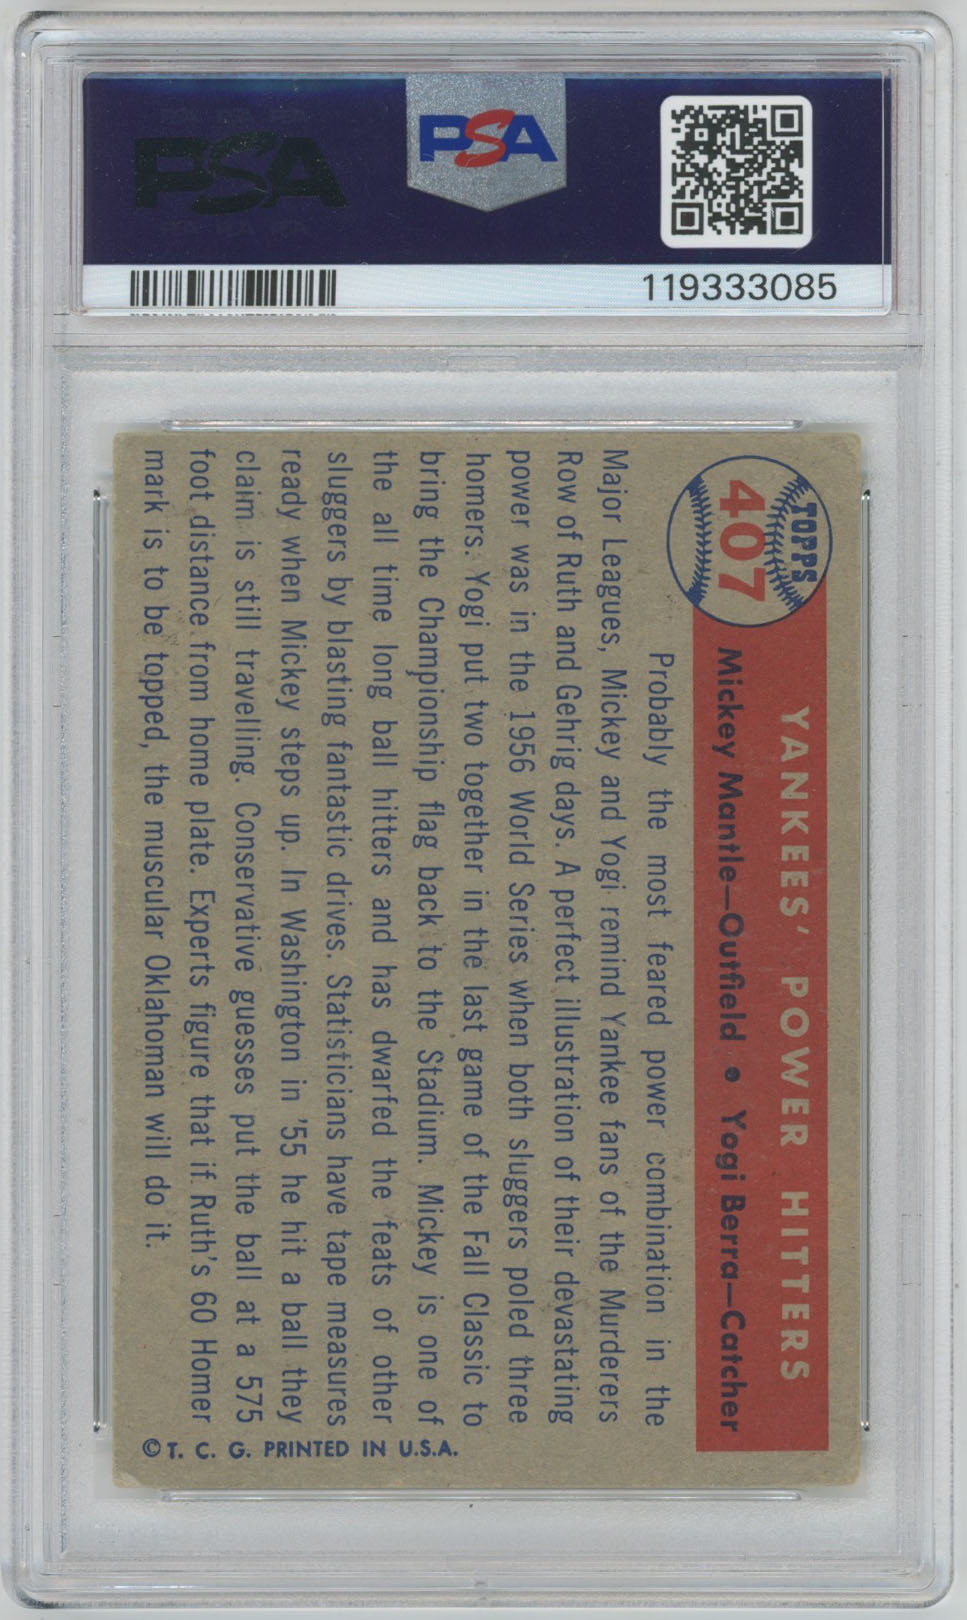 PSA
PSA
119333085
TOPPS
407
YANKEES' POWER HITTERS
Mickey Mantle—Outfield • Yogi Berra—Catcher
Probably the most feared power combination in the
Major Leagues, Mickey and Yogi remind Yankee fans of the Murderers
Row of Ruth and Gehrig days. A perfect illustration of their devastating
power was in the 1956 World Series when both sluggers poled three
homers. Yogi put two together in the last game of the Fall Classic to
bring the Championship flag back to the Stadium. Mickey is one of
the all time long ball hitters and has dwarfed the feats of other
sluggers by blasting fantastic drives. Statisticians have tape measures
ready when Mickey steps up. In Washington in '55 he hit a ball they
claim is still travelling. Conservative guesses put the ball at a 575
foot distance from home plate. Experts figure that if Ruth's 60 Homer
mark is to be topped, the muscular Oklahoman will do it.
© T. C. G. PRINTED IN U.S.A.